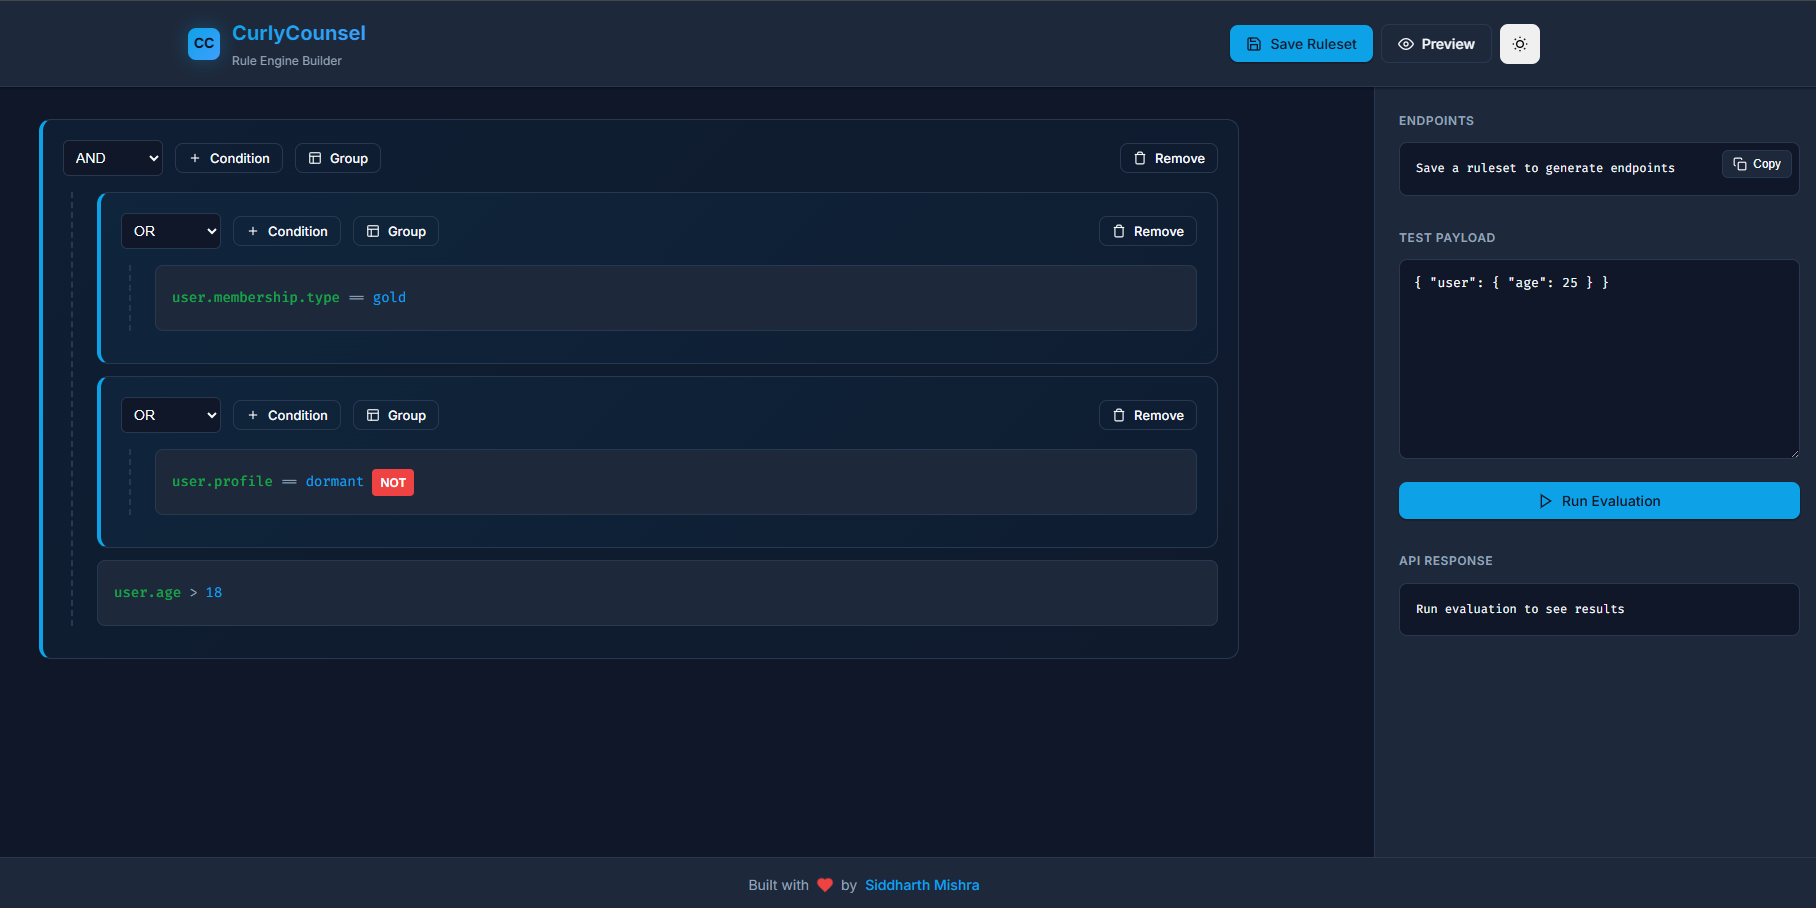 CC
CurlyCounsel
Rule Engine Builder
Save Ruleset
Preview
AND
+ Condition
Group
Remove
OR
+ Condition
Group
Remove
user.membership.type == gold
OR
+ Condition
Group
Remove
user.profile == dormant NOT
user.age > 18
ENDPOINTS
Save a ruleset to generate endpoints
Copy
TEST PAYLOAD
{ "user": { "age": 25 } }
Run Evaluation
API RESPONSE
Run evaluation to see results
Built with ❤️ by Siddharth Mishra